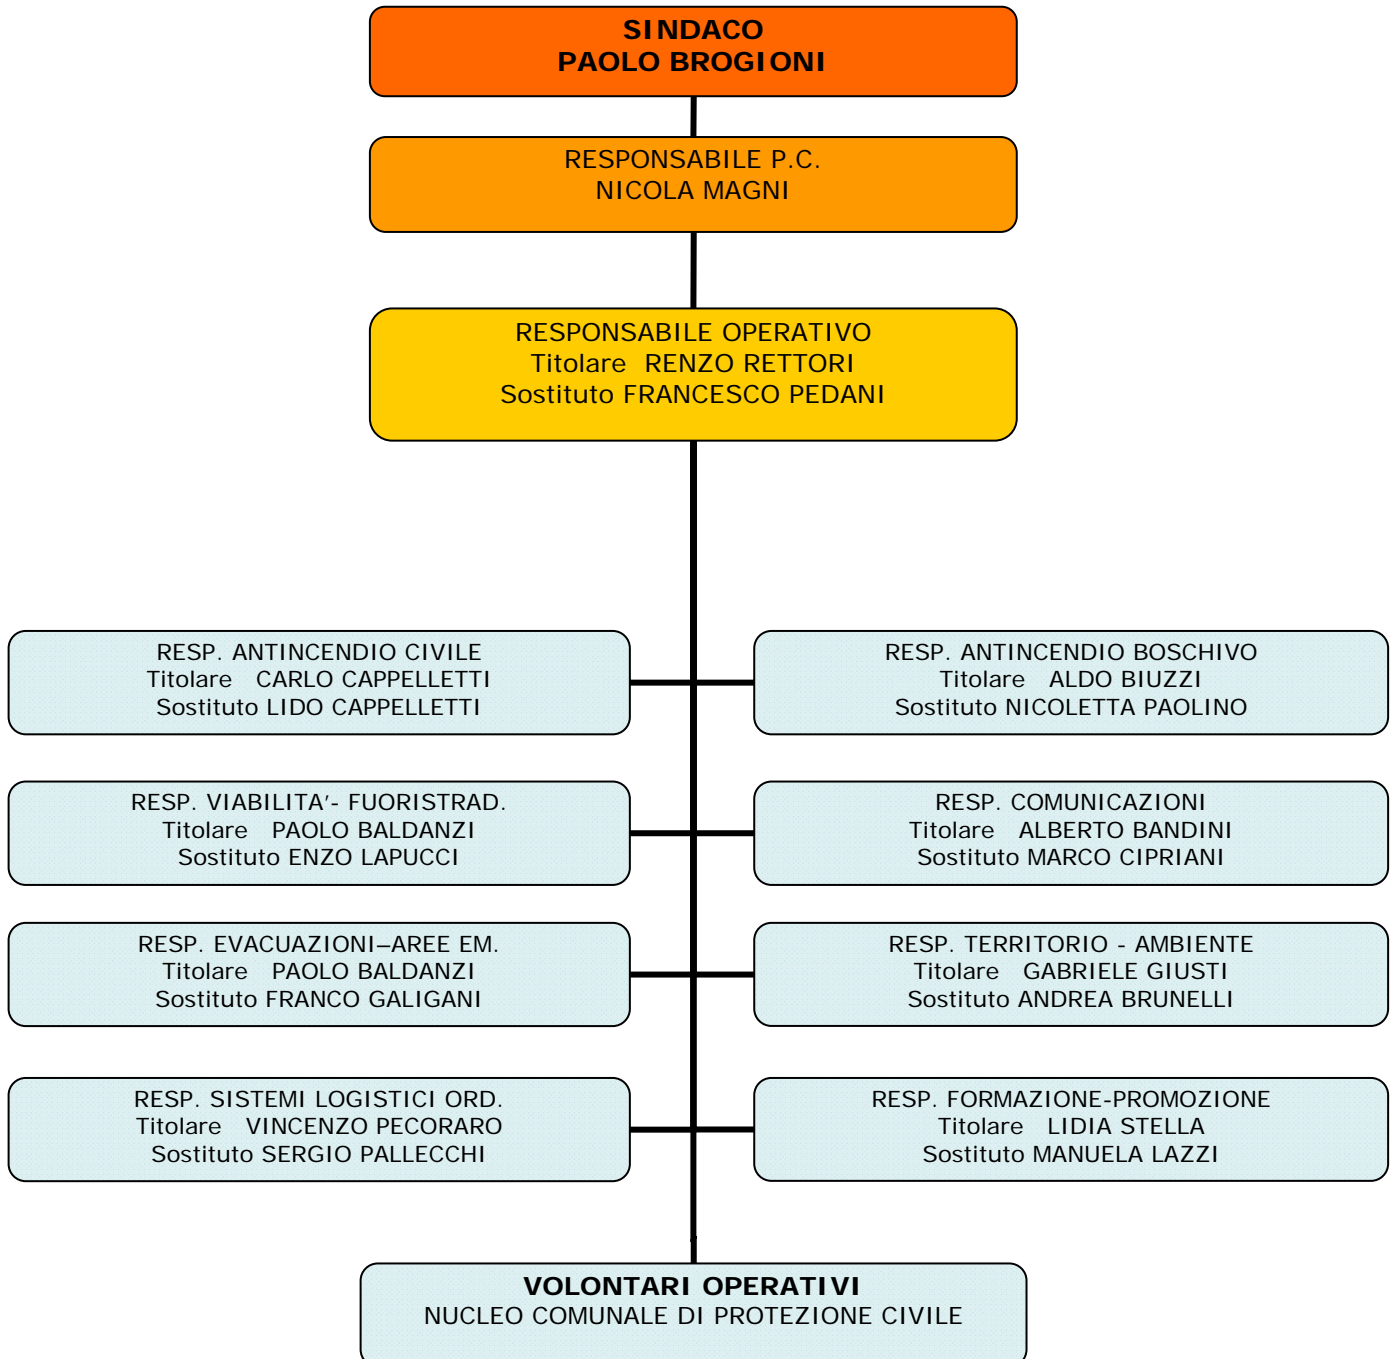 SINDACO
PAOLO BROGIONI
RESPONSABILE P.C.
NICOLA MAGNI
RESPONSABILE OPERATIVO
Titolare RENZO RETTORI
Sostituto FRANCESCO PEDANI
RESP. ANTINCENDIO CIVILE
Titolare CARLO CAPPELLETTI
Sostituto LIDO CAPPELLETTI
RESP. ANTINCENDIO BOSCHIVO
Titolare ALDO BIUZZI
Sostituto NICOLETTA PAOLINO
RESP. VIABILITA'- FUORISTRAD.
Titolare PAOLO BALDANZI
Sostituto ENZO LAPUCCI
RESP. COMUNICAZIONI
Titolare ALBERTO BANDINI
Sostituto MARCO CIPRIANI
RESP. EVACUAZIONI–AREE EM.
Titolare PAOLO BALDANZI
Sostituto FRANCO GALIGANI
RESP. TERRITORIO - AMBIENTE
Titolare GABRIELE GIUSTI
Sostituto ANDREA BRUNELLI
RESP. SISTEMI LOGISTICI ORD.
Titolare VINCENZO PECORARO
Sostituto SERGIO PALLECCHI
RESP. FORMAZIONE-PROMOZIONE
Titolare LIDIA STELLA
Sostituto MANUELA LAZZI
VOLONTARI OPERATIVI
NUCLEO COMUNALE DI PROTEZIONE CIVILE